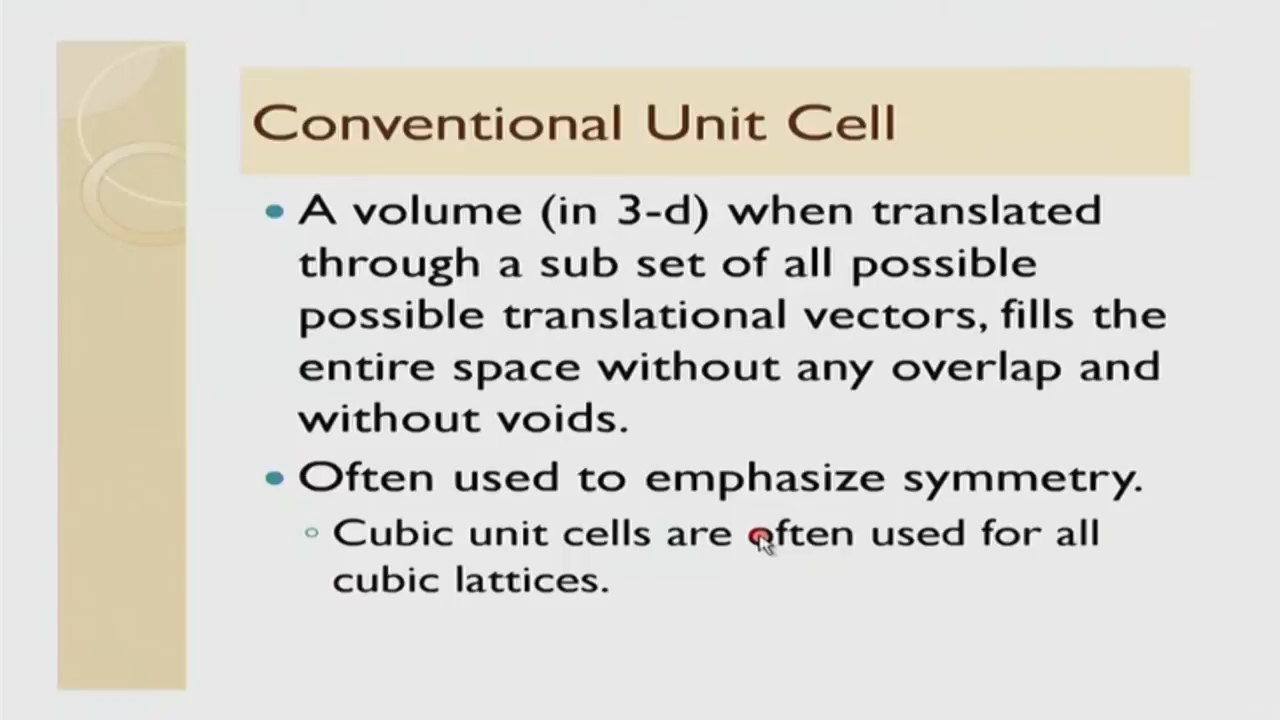 Conventional Unit Cell
A volume (in 3-d) when translated
through a sub set of all possible
possible translational vectors, fills the
entire space without any overlap and
without voids.
Often used to emphasize symmetry.
Cubic unit cells are often used for all
cubic lattices.